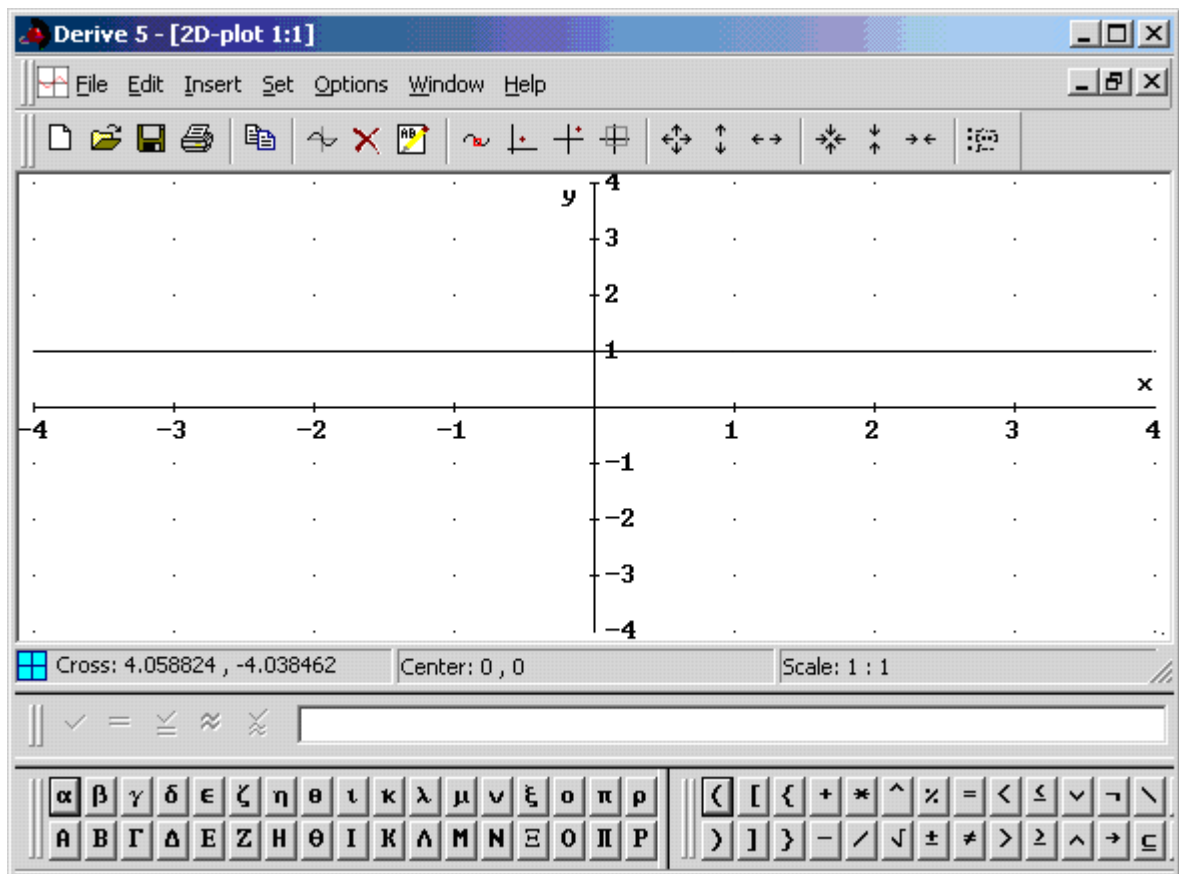 Derive 5 - [2D-plot 1:1]
File Edit Insert Set Options Window Help
AB
y 4
3
2
1
x
-4 -3 -2 -1 1 2 3 4
-1
-2
-3
-4
Cross: 4.058824 , -4.038462 Center: 0 , 0 Scale: 1 : 1
✓ = ≈
α β γ δ ϵ ζ η θ ι κ λ μ ν ξ ο π ρ ( [ { + * ^ % = < ≤ ∨ ¬ \
Α Β Γ Δ Ε Ζ Η Θ Ι Κ Λ Μ Ν Ξ Ο Π Ρ ) ] } − / √ ± ≠ > ≥ ∧ → ⊆